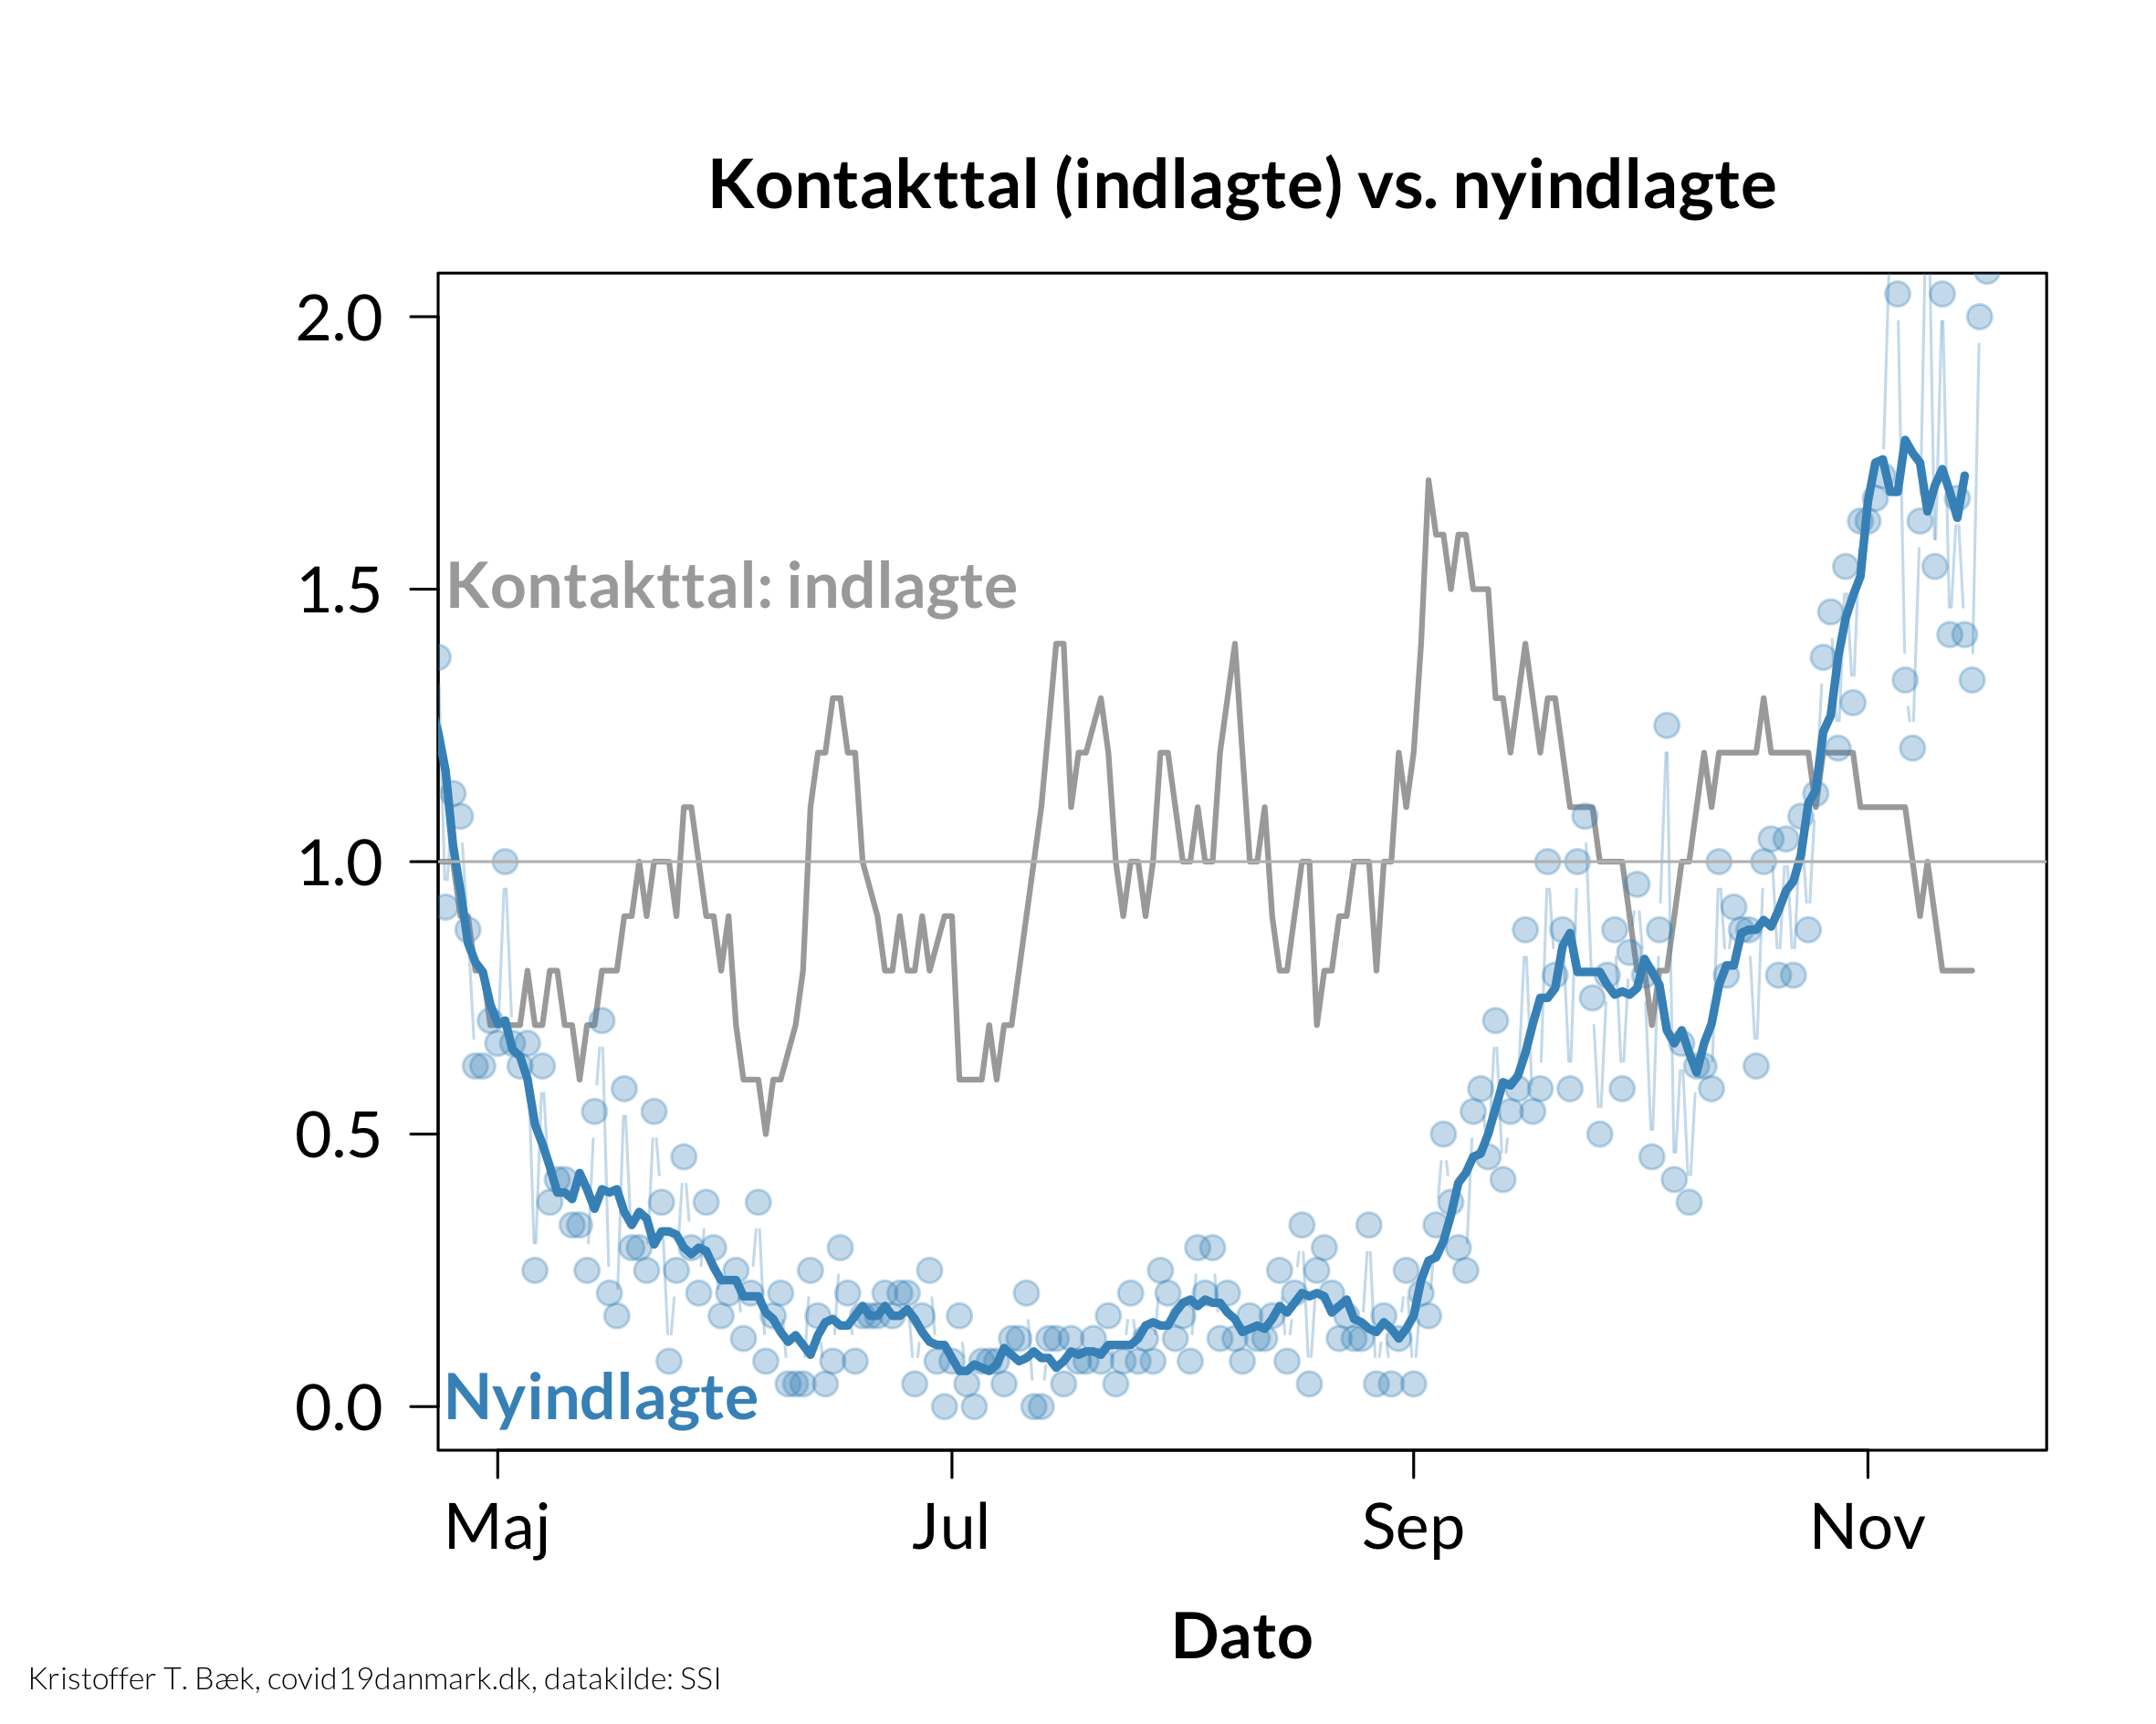 Kontakttal (indlagte) vs. nyindlagte
2.0
1.5
1.0
0.5
0.0
Kontakttal: indlagte
Nyindlagte
Maj Jul Sep Nov
Dato
Kristoffer T. Bæk, covid19danmark.dk, datakilde: SSI